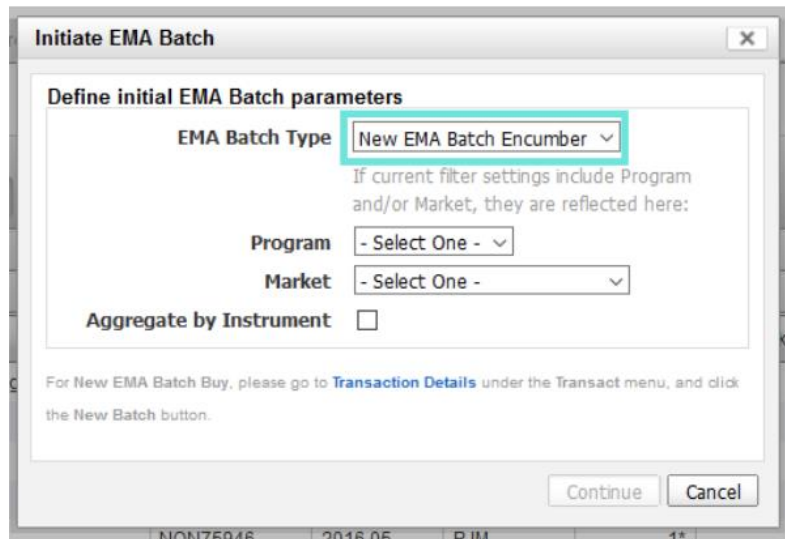 Initiate EMA Batch
Define initial EMA Batch parameters
EMA Batch Type New EMA Batch Encumber
If current filter settings include Program
and/or Market, they are reflected here:
Program - Select One -
Market - Select One -
Aggregate by Instrument
For New EMA Batch Buy, please go to Transaction Details under the Transact menu, and click
the New Batch button.
Continue Cancel
NON75946 2016 05 PJM 1*